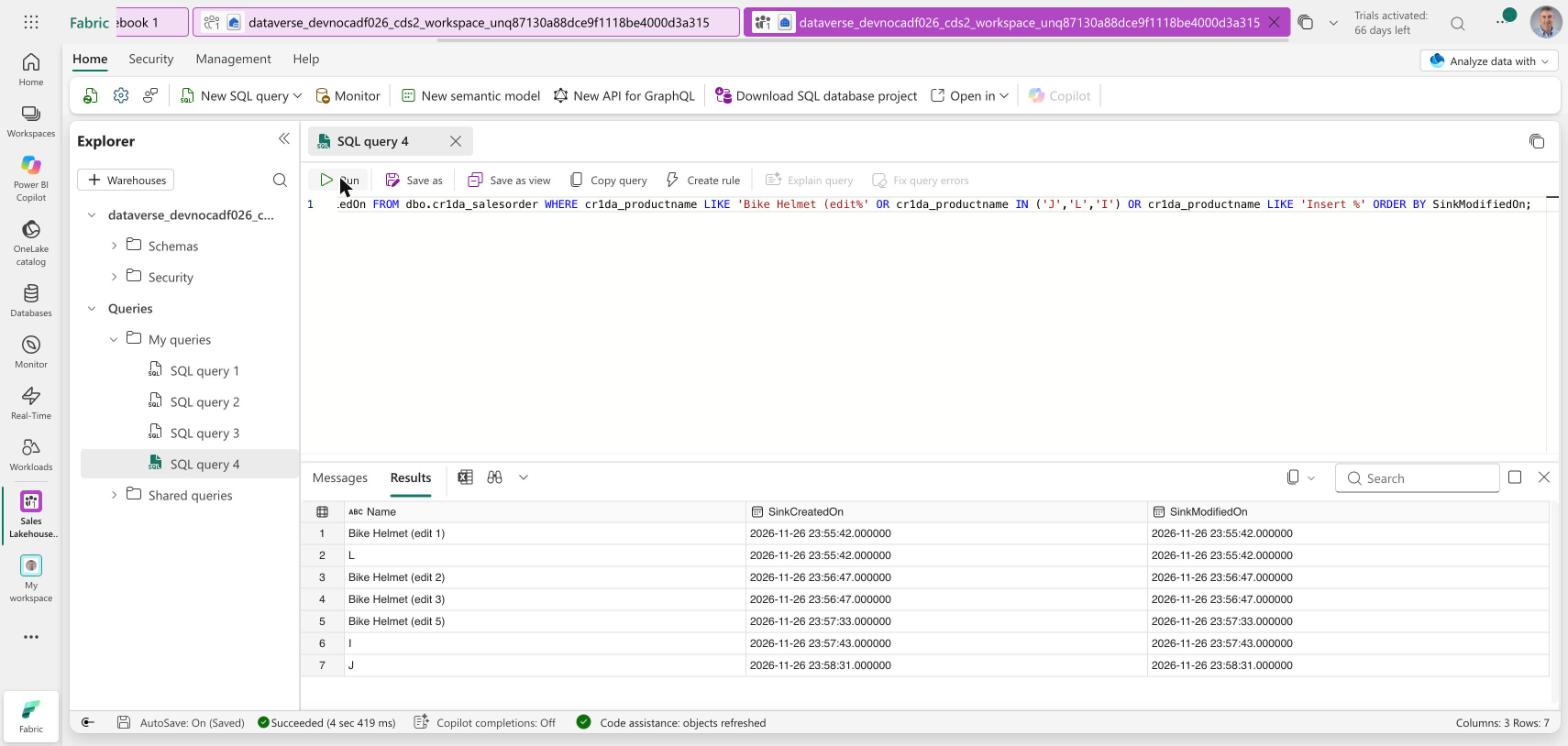 Fabric
ebook 1
dataverse_devnocadf026_cds2_workspace_unq87130a88dce9f1118be4000d3a315
dataverse_devnocadf026_cds2_workspace_unq87130a88dce9f1118be4000d3a315
Trials activated:
66 days left
Home
Security
Management
Help
Analyze data with
New SQL query
Monitor
New semantic model
New API for GraphQL
Download SQL database project
Open in
Copilot
Home
Workspaces
Power BI
Copilot
OneLake
catalog
Databases
Monitor
Real-Time
Workloads
Sales
Lakehouse..
My
workspace
Fabric
Explorer
+ Warehouses
dataverse_devnocadf026_c...
Schemas
Security
Queries
My queries
SQL query 1
SQL query 2
SQL query 3
SQL query 4
Shared queries
SQL query 4
Run
Save as
Save as view
Copy query
Create rule
Explain query
Fix query errors
1 edOn FROM dbo.cr1da_salesorder WHERE cr1da_productname LIKE 'Bike Helmet (edit%' OR cr1da_productname IN ('J','L','I') OR cr1da_productname LIKE 'Insert %' ORDER BY SinkModifiedOn;
Messages
Results
Search
ABC Name SinkCreatedOn SinkModifiedOn
1 Bike Helmet (edit 1) 2026-11-26 23:55:42.000000 2026-11-26 23:55:42.000000
2 L 2026-11-26 23:55:42.000000 2026-11-26 23:55:42.000000
3 Bike Helmet (edit 2) 2026-11-26 23:56:47.000000 2026-11-26 23:56:47.000000
4 Bike Helmet (edit 3) 2026-11-26 23:56:47.000000 2026-11-26 23:56:47.000000
5 Bike Helmet (edit 5) 2026-11-26 23:57:33.000000 2026-11-26 23:57:33.000000
6 I 2026-11-26 23:57:43.000000 2026-11-26 23:57:43.000000
7 J 2026-11-26 23:58:31.000000 2026-11-26 23:58:31.000000
AutoSave: On (Saved)
Succeeded (4 sec 419 ms)
Copilot completions: Off
Code assistance: objects refreshed
Columns: 3 Rows: 7